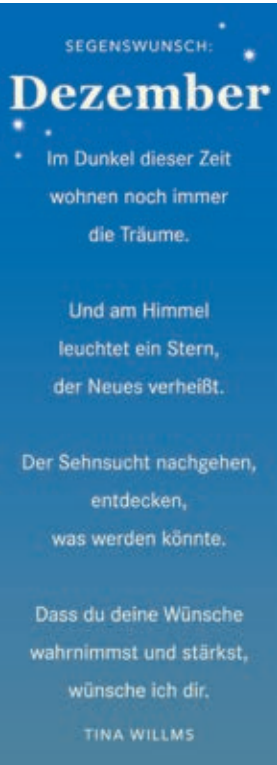 SEGENSWUNSCH:
Dezember
Im Dunkel dieser Zeit
wohnen noch immer
die Träume.
Und am Himmel
leuchtet ein Stern,
der Neues verheißt.
Der Sehnsucht nachgehen,
entdecken,
was werden könnte.
Dass du deine Wünsche
wahrnimmst und stärkst,
wünsche ich dir.
TINA WILLMS